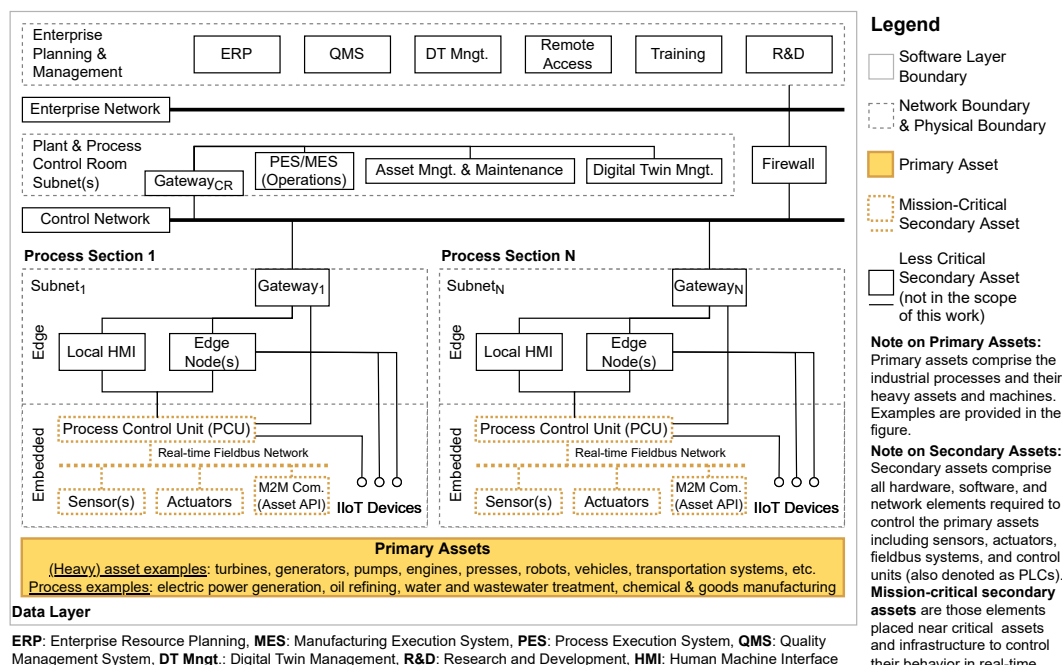 Enterprise
Planning &
Management
ERP
QMS
DT Mngt.
Remote
Access
Training
R&D
Enterprise Network
Plant & Process
Control Room
Subnet(s)
GatewayCR
PES/MES
(Operations)
Asset Mngt. & Maintenance
Digital Twin Mngt.
Firewall
Control Network
Process Section 1
Subnet1
Gateway1
Edge
Local HMI
Edge
Node(s)
Embedded
Process Control Unit (PCU)
Real-time Fieldbus Network
Sensor(s)
Actuators
M2M Com.
(Asset API)
IIoT Devices
Process Section N
SubnetN
GatewayN
Edge
Local HMI
Edge
Node(s)
Embedded
Process Control Unit (PCU)
Real-time Fieldbus Network
Sensor(s)
Actuators
M2M Com.
(Asset API)
IIoT Devices
Primary Assets
(Heavy) asset examples: turbines, generators, pumps, engines, presses, robots, vehicles, transportation systems, etc.
Process examples: electric power generation, oil refining, water and wastewater treatment, chemical & goods manufacturing
Data Layer
ERP: Enterprise Resource Planning, MES: Manufacturing Execution System, PES: Process Execution System, QMS: Quality
Management System, DT Mngt.: Digital Twin Management, R&D: Research and Development, HMI: Human Machine Interface
Legend
Software Layer
Boundary
Network Boundary
& Physical Boundary
Primary Asset
Mission-Critical
Secondary Asset
Less Critical
Secondary Asset
(not in the scope
of this work)
Note on Primary Assets:
Primary assets comprise the
industrial processes and their
heavy assets and machines.
Examples are provided in the
figure.
Note on Secondary Assets:
Secondary assets comprise
all hardware, software, and
network elements required to
control the primary assets
including sensors, actuators,
fieldbus systems, and control
units (also denoted as PLCs).
Mission-critical secondary
assets are those elements
placed near critical assets
and infrastructure to control
their behavior in real-time